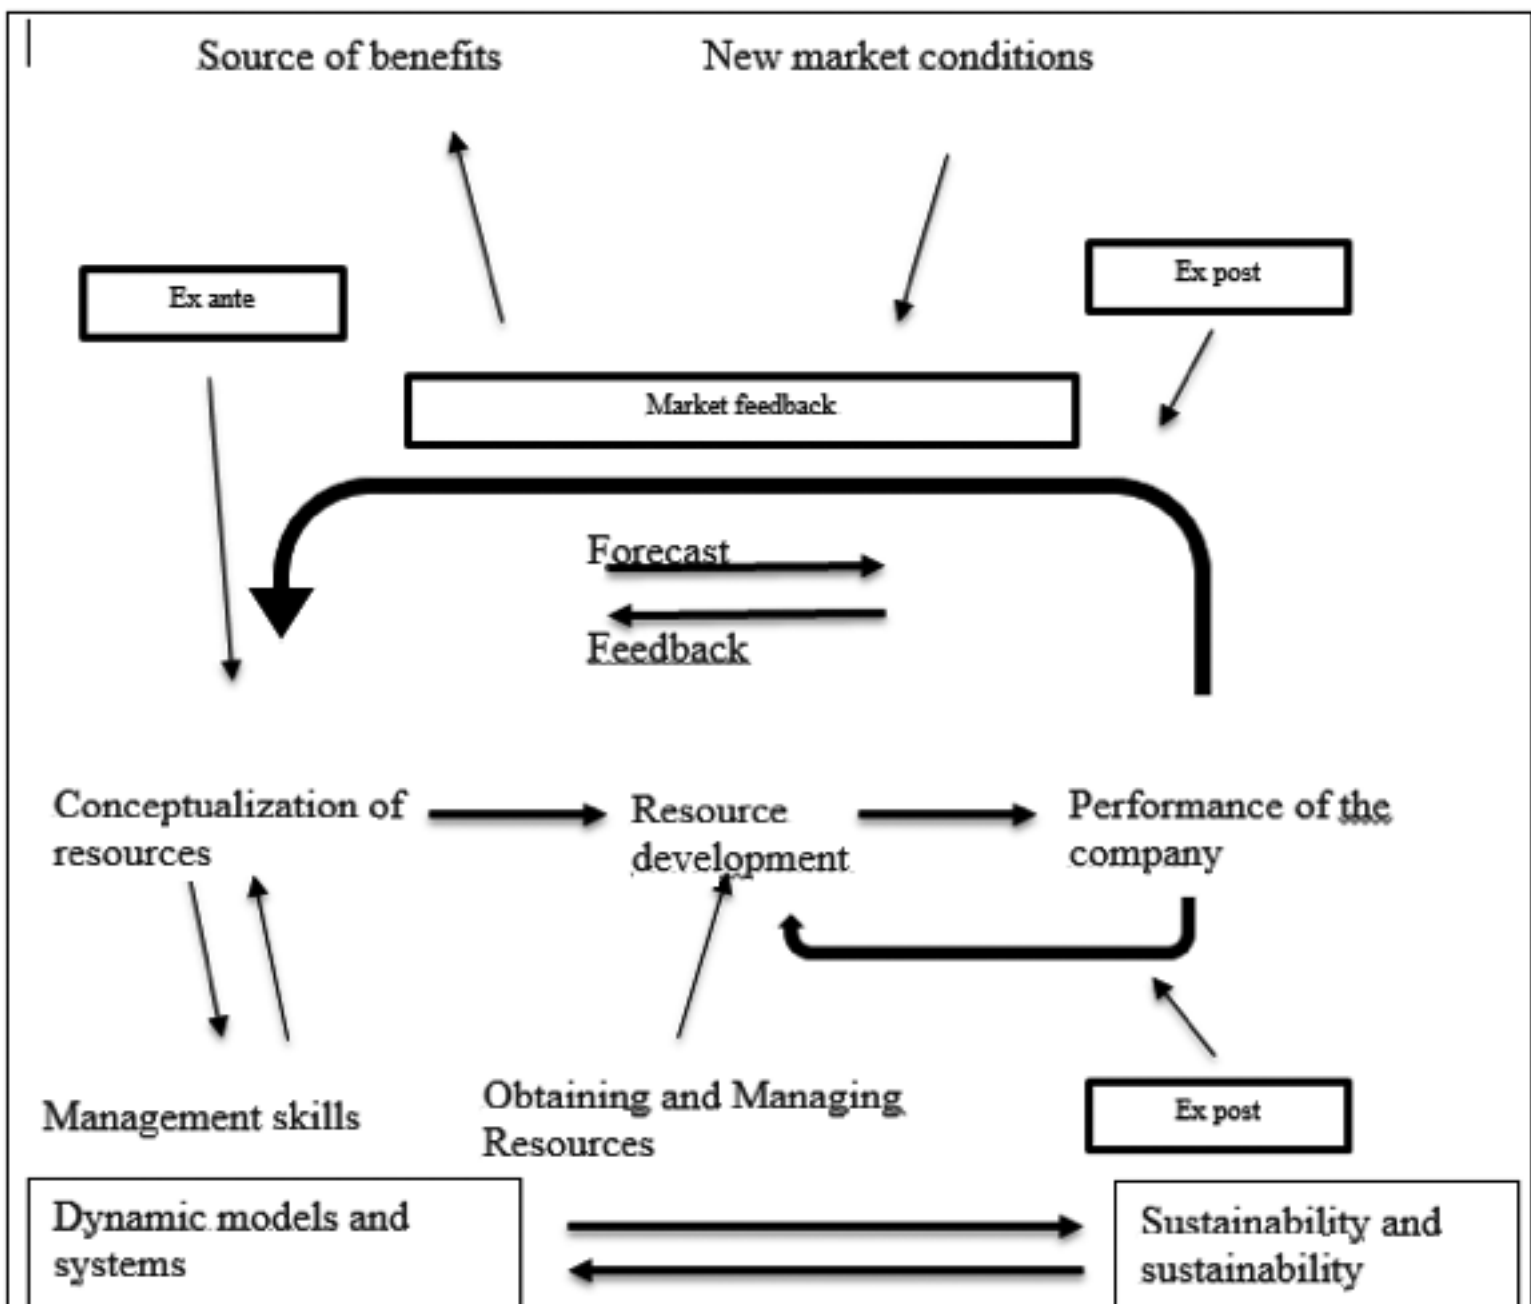 Source of benefits
New market conditions
Ex ante
Ex post
Market feedback
Forecast
Feedback
Conceptualization of
resources
Resource
development
Performance of the
company
Management skills
Obtaining and Managing
Resources
Ex post
Dynamic models and
systems
Sustainability and
sustainability